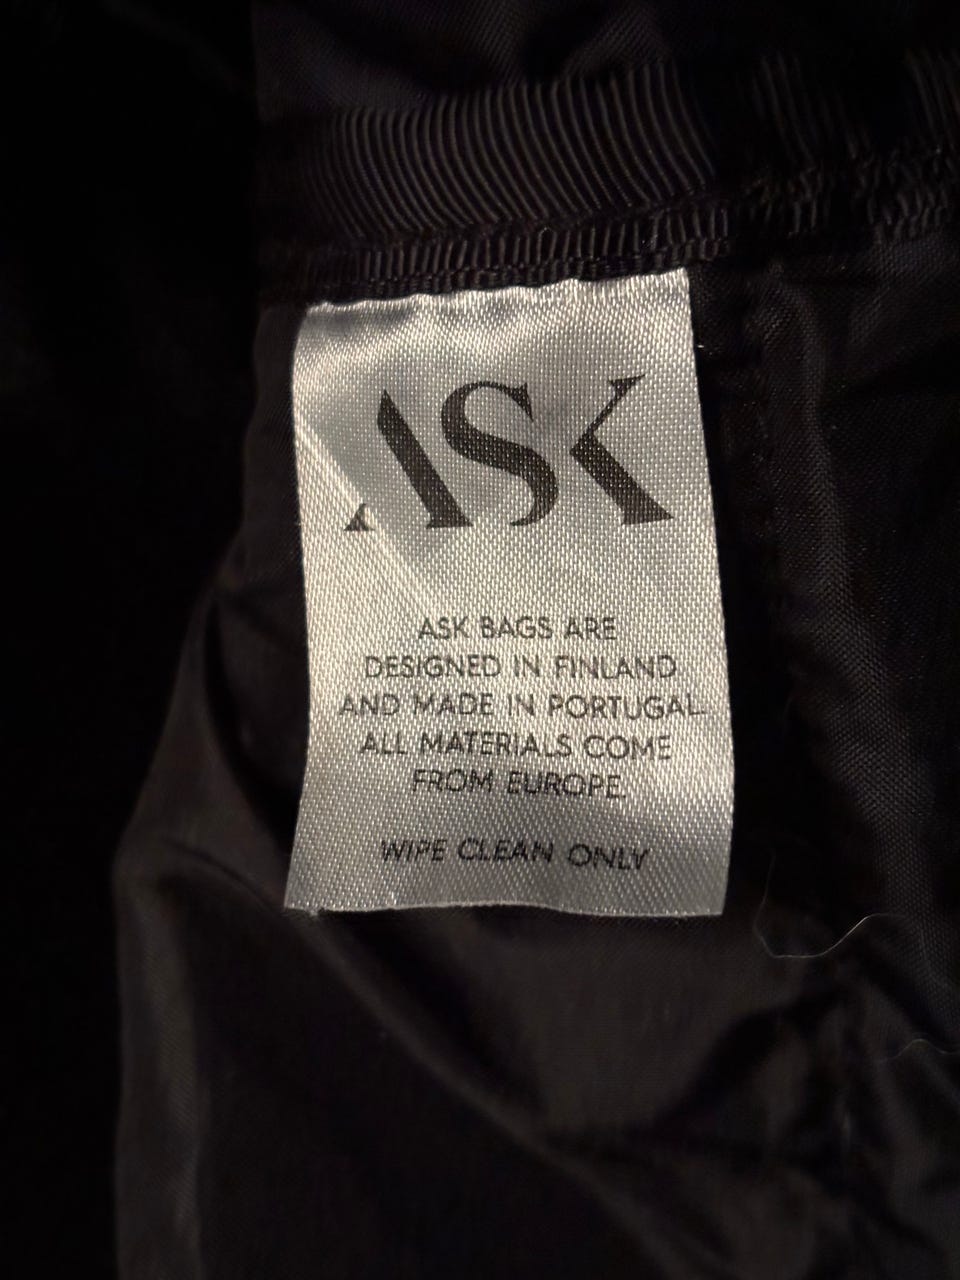 ASK
ASK BAGS ARE
DESIGNED IN FINLAND
AND MADE IN PORTUGAL.
ALL MATERIALS COME
FROM EUROPE.
WIPE CLEAN ONLY